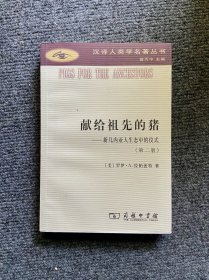 汉译人类学名著丛书
PIGS FOR THE ANCESTORS
献给祖先的猪
——新几内亚人生态中的仪式
(第二版)
〔美〕罗伊·A.拉帕波特 著
商务印书馆